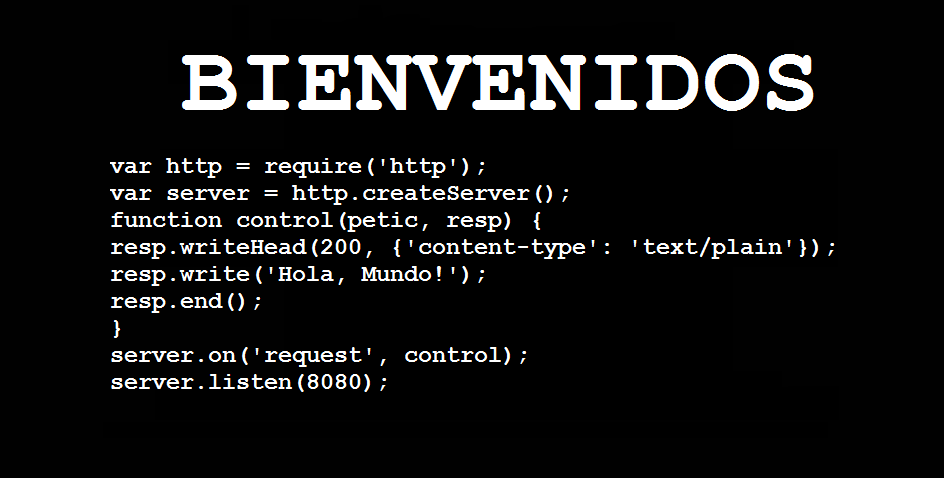 BIENVENIDOS
var http = require('http');
var server = http.createServer();
function control(petic, resp) {
resp.writeHead(200, {'content-type': 'text/plain'});
resp.write('Hola, Mundo!');
resp.end();
}
server.on('request', control);
server.listen(8080);